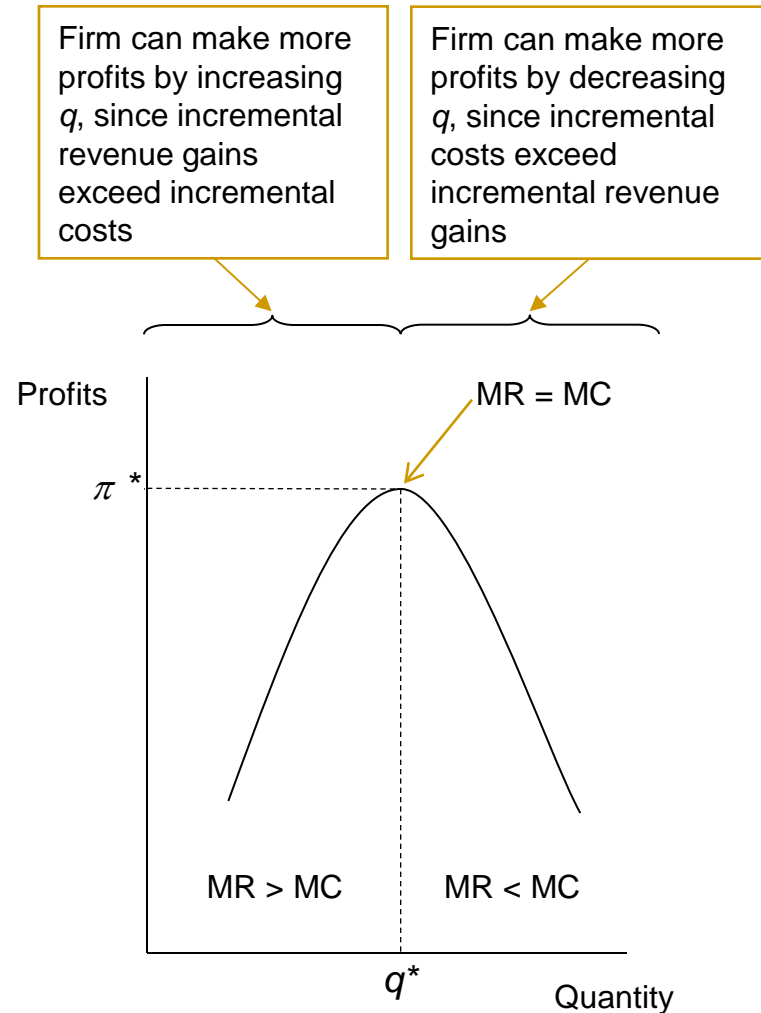 Firm can make more
profits by increasing
q, since incremental
revenue gains
exceed incremental
costs
Firm can make more
profits by decreasing
q, since incremental
costs exceed
incremental revenue
gains
Profits
MR = MC
π *
MR > MC
MR < MC
q*
Quantity